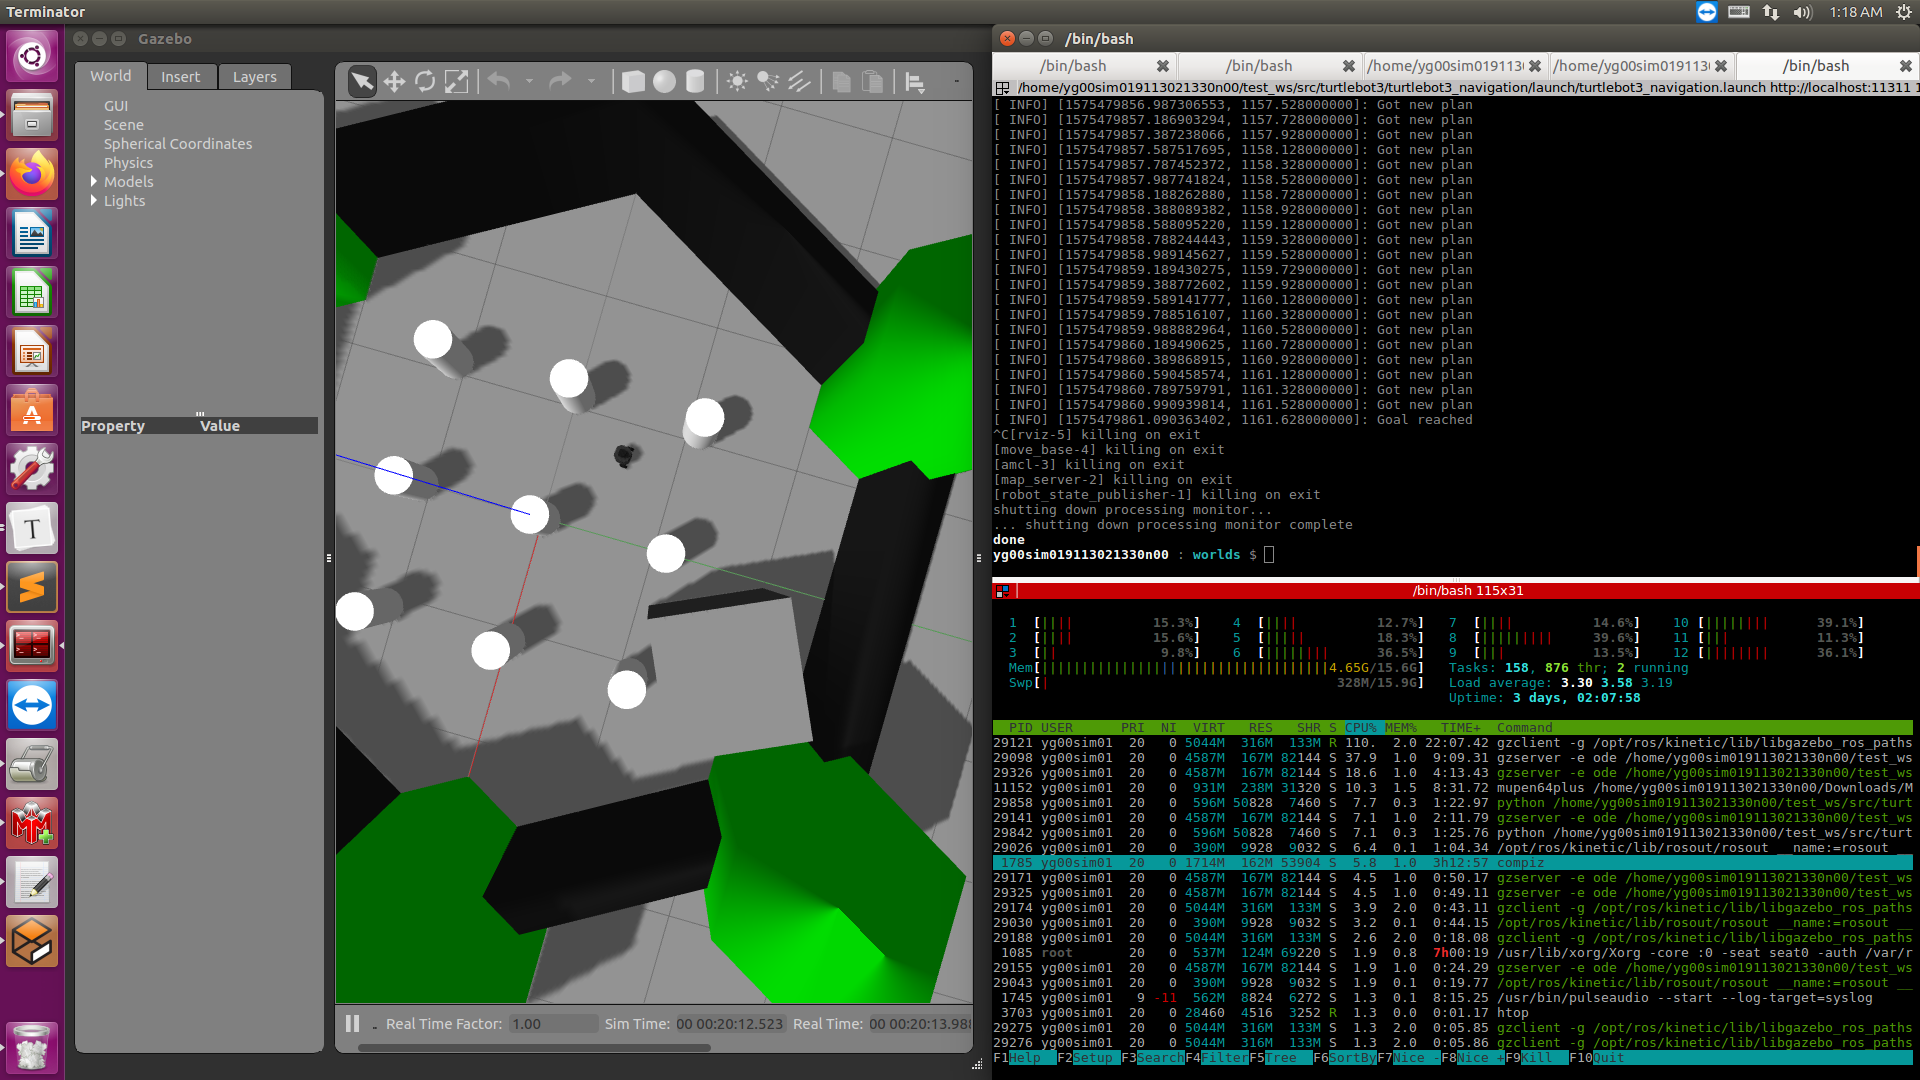 Terminator
1:18 AM
Gazebo
World
Insert
Layers
GUI
Scene
Spherical Coordinates
Physics
Models
Lights
Property Value
Real Time Factor: 1.00 Sim Time: 00 00:20:12.523 Real Time: 00 00:20:13.98
/bin/bash
/bin/bash
/bin/bash
/home/yg00sim01913
/home/yg00sim01913
/bin/bash
/home/yg00sim019113021330n00/test_ws/src/turtlebot3/turtlebot3_navigation/launch/turtlebot3_navigation.launch http://localhost:11311 1
[ INFO] [1575479856.987306553, 1157.528000000]: Got new plan
[ INFO] [1575479857.186903294, 1157.728000000]: Got new plan
[ INFO] [1575479857.387238066, 1157.928000000]: Got new plan
[ INFO] [1575479857.587517695, 1158.128000000]: Got new plan
[ INFO] [1575479857.787452372, 1158.328000000]: Got new plan
[ INFO] [1575479857.987741824, 1158.528000000]: Got new plan
[ INFO] [1575479858.188262880, 1158.728000000]: Got new plan
[ INFO] [1575479858.388089382, 1158.928000000]: Got new plan
[ INFO] [1575479858.588095220, 1159.128000000]: Got new plan
[ INFO] [1575479858.788244443, 1159.328000000]: Got new plan
[ INFO] [1575479858.989145627, 1159.528000000]: Got new plan
[ INFO] [1575479859.189430275, 1159.729000000]: Got new plan
[ INFO] [1575479859.388772602, 1159.928000000]: Got new plan
[ INFO] [1575479859.589141777, 1160.128000000]: Got new plan
[ INFO] [1575479859.788516107, 1160.328000000]: Got new plan
[ INFO] [1575479859.988882964, 1160.528000000]: Got new plan
[ INFO] [1575479860.189490625, 1160.728000000]: Got new plan
[ INFO] [1575479860.389868915, 1160.928000000]: Got new plan
[ INFO] [1575479860.590458574, 1161.128000000]: Got new plan
[ INFO] [1575479860.789759791, 1161.328000000]: Got new plan
[ INFO] [1575479860.990939814, 1161.528000000]: Got new plan
[ INFO] [1575479861.090363402, 1161.628000000]: Goal reached
^C[rviz-5] killing on exit
[move_base-4] killing on exit
[amcl-3] killing on exit
[map_server-2] killing on exit
[robot_state_publisher-1] killing on exit
shutting down processing monitor...
... shutting down processing monitor complete
done
yg00sim019113021330n00 : worlds $
/bin/bash 115x31
1 [|||| 15.3%] 4 [|||| 12.7%] 7 [|||| 14.6%] 10 [|||||||| 39.1%]
2 [|||| 15.6%] 5 [||||| 18.3%] 8 [||||||||| 39.6%] 11 [||| 11.3%]
3 [|| 9.8%] 6 [|||||||| 36.5%] 9 [||| 13.5%] 12 [|||||||| 36.1%]
Mem[||||||||||||||||||||||||||||||||||||4.65G/15.6G] Tasks: 158, 876 thr; 2 running
Swp[| 328M/15.9G] Load average: 3.30 3.58 3.19
Uptime: 3 days, 02:07:58
PID USER PRI NI VIRT RES SHR S CPU% MEM% TIME+ Command
29121 yg00sim01 20 0 5044M 316M 133M R 110. 2.0 22:07.42 gzclient -g /opt/ros/kinetic/lib/libgazebo_ros_paths
29098 yg00sim01 20 0 4587M 167M 82144 S 37.9 1.0 9:09.31 gzserver -e ode /home/yg00sim019113021330n00/test_ws
29326 yg00sim01 20 0 4587M 167M 82144 S 18.6 1.0 4:13.43 gzserver -e ode /home/yg00sim019113021330n00/test_ws
11152 yg00sim01 20 0 931M 238M 31320 S 10.3 1.5 8:31.72 mupen64plus /home/yg00sim019113021330n00/Downloads/M
29858 yg00sim01 20 0 596M 50828 7460 S 7.7 0.3 1:22.97 python /home/yg00sim019113021330n00/test_ws/src/turt
29141 yg00sim01 20 0 4587M 167M 82144 S 7.1 1.0 2:11.79 gzserver -e ode /home/yg00sim019113021330n00/test_ws
29842 yg00sim01 20 0 596M 50828 7460 S 7.1 0.3 1:25.76 python /home/yg00sim019113021330n00/test_ws/src/turt
29026 yg00sim01 20 0 390M 9928 9032 S 6.4 0.1 1:04.34 /opt/ros/kinetic/lib/rosout/rosout __name:=rosout __
1785 yg00sim01 20 0 1714M 162M 53904 S 5.8 1.0 3h12:57 compiz
29171 yg00sim01 20 0 4587M 167M 82144 S 4.5 1.0 0:50.17 gzserver -e ode /home/yg00sim019113021330n00/test_ws
29325 yg00sim01 20 0 4587M 167M 82144 S 4.5 1.0 0:49.11 gzserver -e ode /home/yg00sim019113021330n00/test_ws
29174 yg00sim01 20 0 5044M 316M 133M S 3.9 2.0 0:43.11 gzclient -g /opt/ros/kinetic/lib/libgazebo_ros_paths
29030 yg00sim01 20 0 390M 9928 9032 S 3.2 0.1 0:44.15 /opt/ros/kinetic/lib/rosout/rosout __name:=rosout __
29188 yg00sim01 20 0 5044M 316M 133M S 2.6 2.0 0:18.08 gzclient -g /opt/ros/kinetic/lib/libgazebo_ros_paths
1085 root 20 0 537M 124M 69220 S 1.9 0.8 7h00:19 /usr/lib/xorg/Xorg -core :0 -seat seat0 -auth /var/r
29155 yg00sim01 20 0 4587M 167M 82144 S 1.9 1.0 0:24.29 gzserver -e ode /home/yg00sim019113021330n00/test_ws
29043 yg00sim01 20 0 390M 9928 9032 S 1.9 0.1 0:19.77 /opt/ros/kinetic/lib/rosout/rosout __name:=rosout __
1745 yg00sim01 9 -11 562M 8824 6272 S 1.3 0.1 8:15.25 /usr/bin/pulseaudio --start --log-target=syslog
3703 yg00sim01 20 0 28460 4516 3252 R 1.3 0.0 0:01.17 htop
29275 yg00sim01 20 0 5044M 316M 133M S 1.3 2.0 0:05.85 gzclient -g /opt/ros/kinetic/lib/libgazebo_ros_paths
29276 yg00sim01 20 0 5044M 316M 133M S 1.3 2.0 0:05.86 gzclient -g /opt/ros/kinetic/lib/libgazebo_ros_paths
F1Help F2Setup F3SearchF4FilterF5Tree F6SortByF7Nice -F8Nice +F9Kill F10Quit